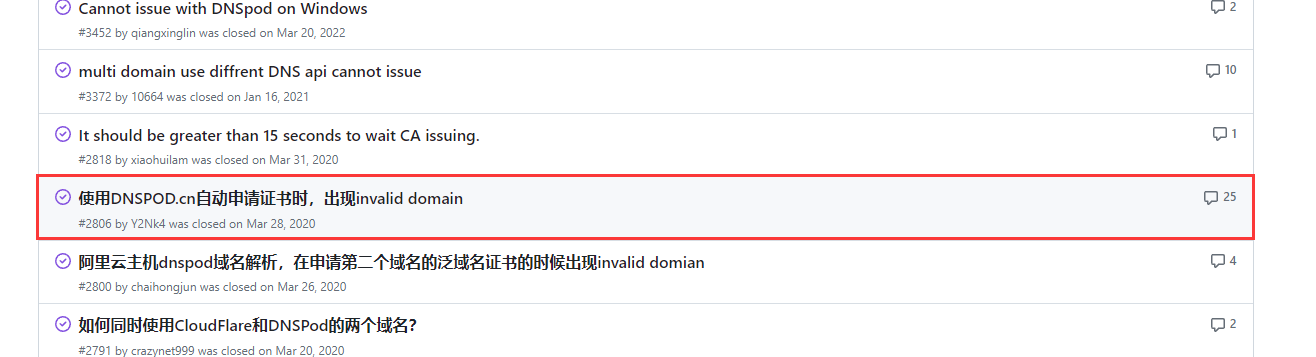 Cannot issue with DNSpod on Windows
2
#3452 by qiangxinglin was closed on Mar 20, 2022
multi domain use diffrent DNS api cannot issue
10
#3372 by 10664 was closed on Jan 16, 2021
It should be greater than 15 seconds to wait CA issuing.
1
#2818 by xiaohuilam was closed on Mar 31, 2020
使用DNSPOD.cn自动申请证书时，出现invalid domain
25
#2806 by Y2Nk4 was closed on Mar 28, 2020
阿里云主机dnspod域名解析，在申请第二个域名的泛域名证书的时候出现invalid domian
4
#2800 by chaihongjun was closed on Mar 26, 2020
如何同时使用CloudFlare和DNSPod的两个域名?
2
#2791 by crazynet999 was closed on Mar 20, 2020